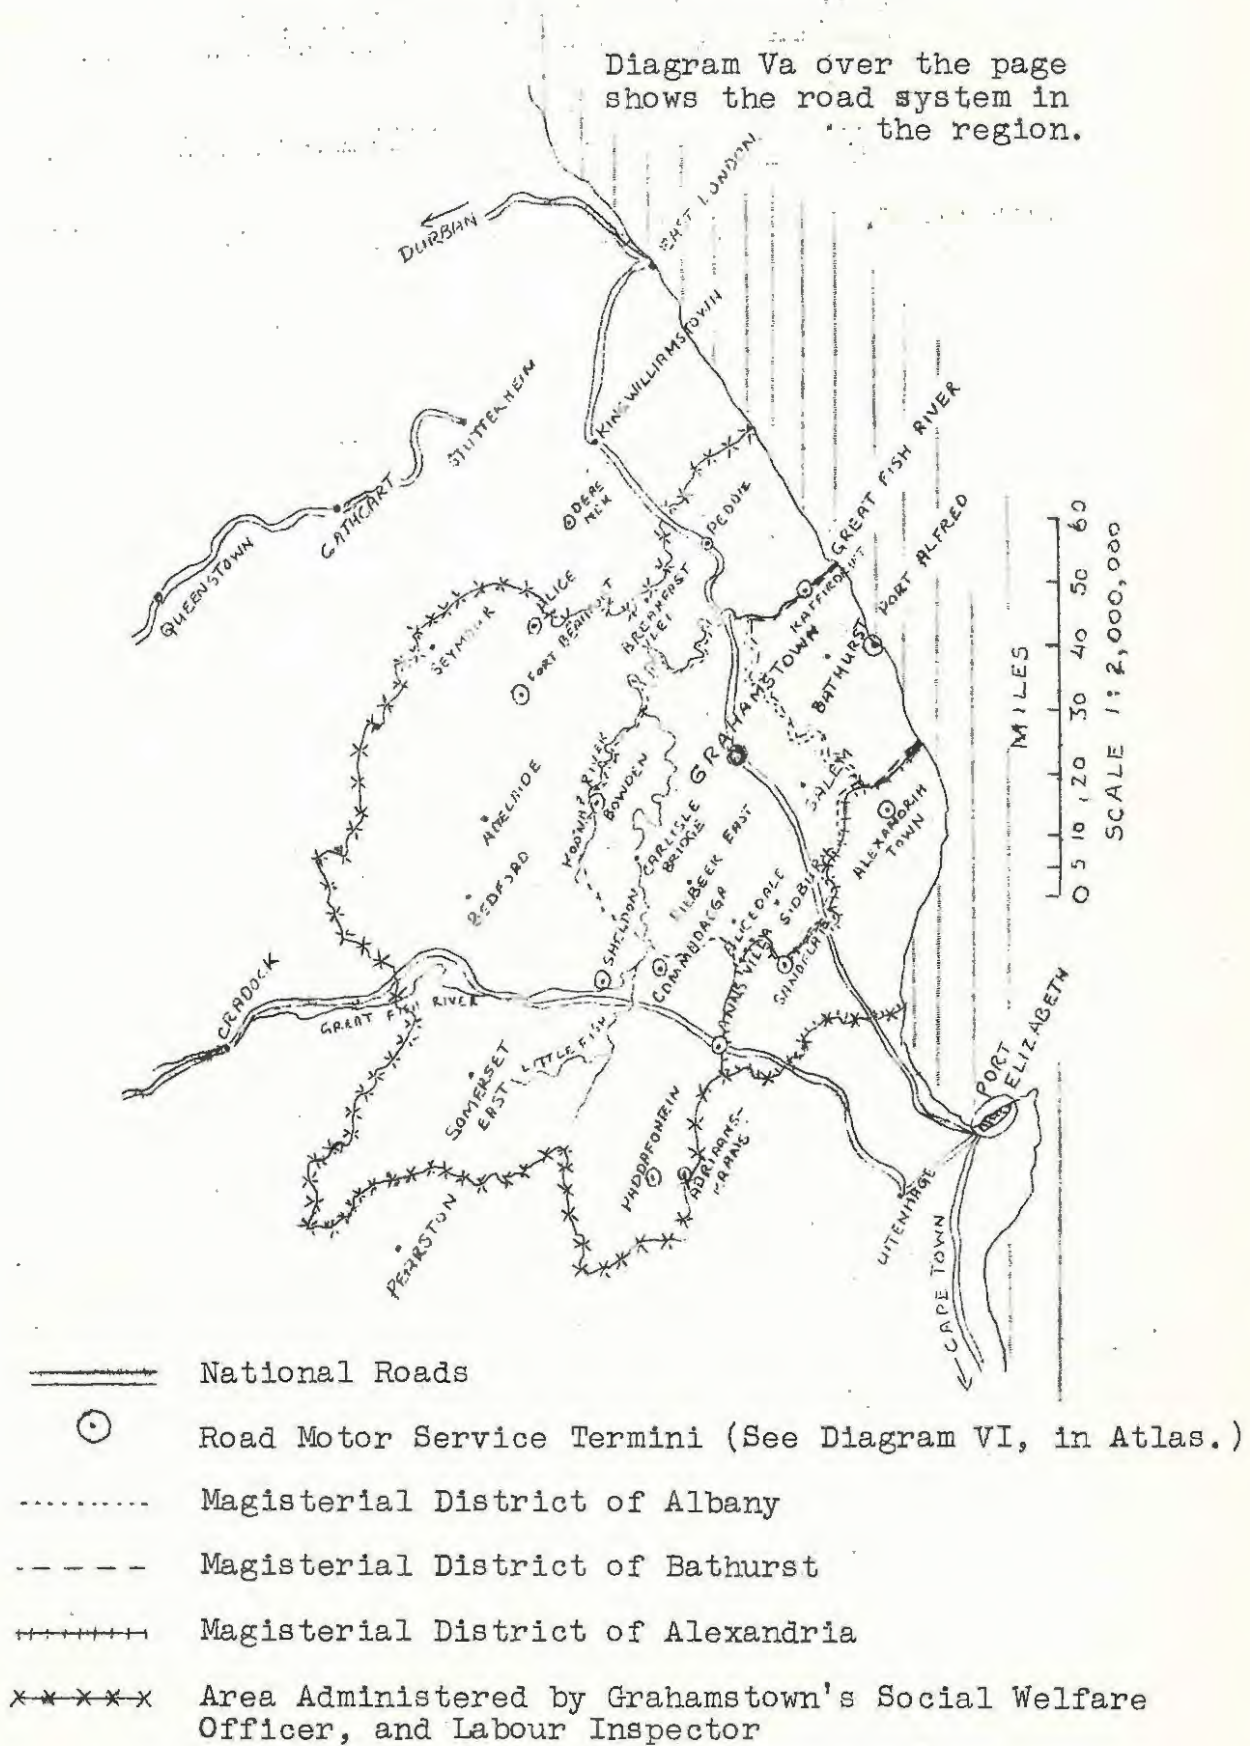 Diagram Va over the page
shows the road system in
the region.
EAST LONDON
DURBAN
KINGWILLIAMSTOWN
STUTTERHEIM
CATHCART
QUEENSTOWN
GREAT FISH RIVER
PEDDIE
PORT ALFRED
ALICE
FORT BEAUFORT
SEYMOUR
BREAKFAST
VLEI
BATHURST
GRAHAMSTOWN
KOONAP RIVER
BOWDEN
ADELAIDE
BEDFORD
CARLISLE
BRIDGE
SALEM
ALEXANDRIA
TOWN
RIEBEEK EAST
ALICEDALE
SIDBURY
SHELDON
COMMADAGGA
SANDFLATS
CRADOCK
GREAT FISH RIVER
LITTLE FISH
SOMERSET
EAST
PADDAFONTEIN
ADRIAANS-
KRAANS
PEARSTON
PORT
ELIZABETH
UITENHAGE
CAPE TOWN
0 5 10 20 30 40 50 60
MILES
SCALE 1:2,000,000
National Roads
Road Motor Service Termini (See Diagram VI, in Atlas.)
Magisterial District of Albany
Magisterial District of Bathurst
Magisterial District of Alexandria
Area Administered by Grahamstown's Social Welfare
Officer, and Labour Inspector